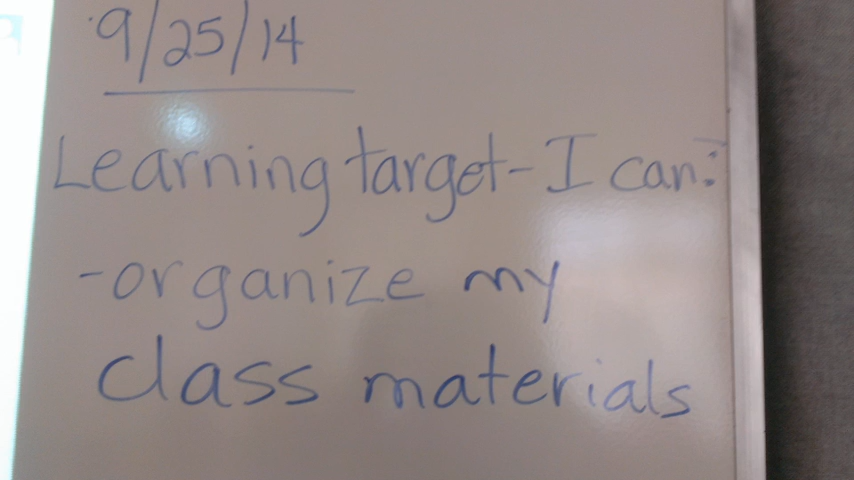 9/25/14
Learning target - I can:
- organize my
class materials